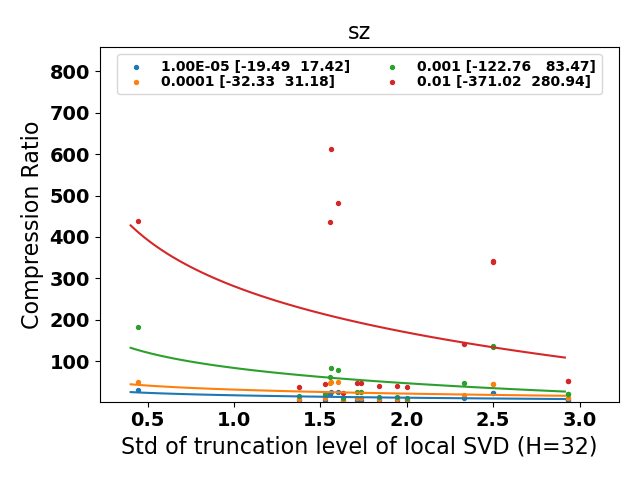 sz
1.00E-05 [-19.49 17.42]
0.0001 [-32.33 31.18]
0.001 [-122.76 83.47]
0.01 [-371.02 280.94]
Compression Ratio
800
700
600
500
400
300
200
100
0.5 1.0 1.5 2.0 2.5 3.0
Std of truncation level of local SVD (H=32)